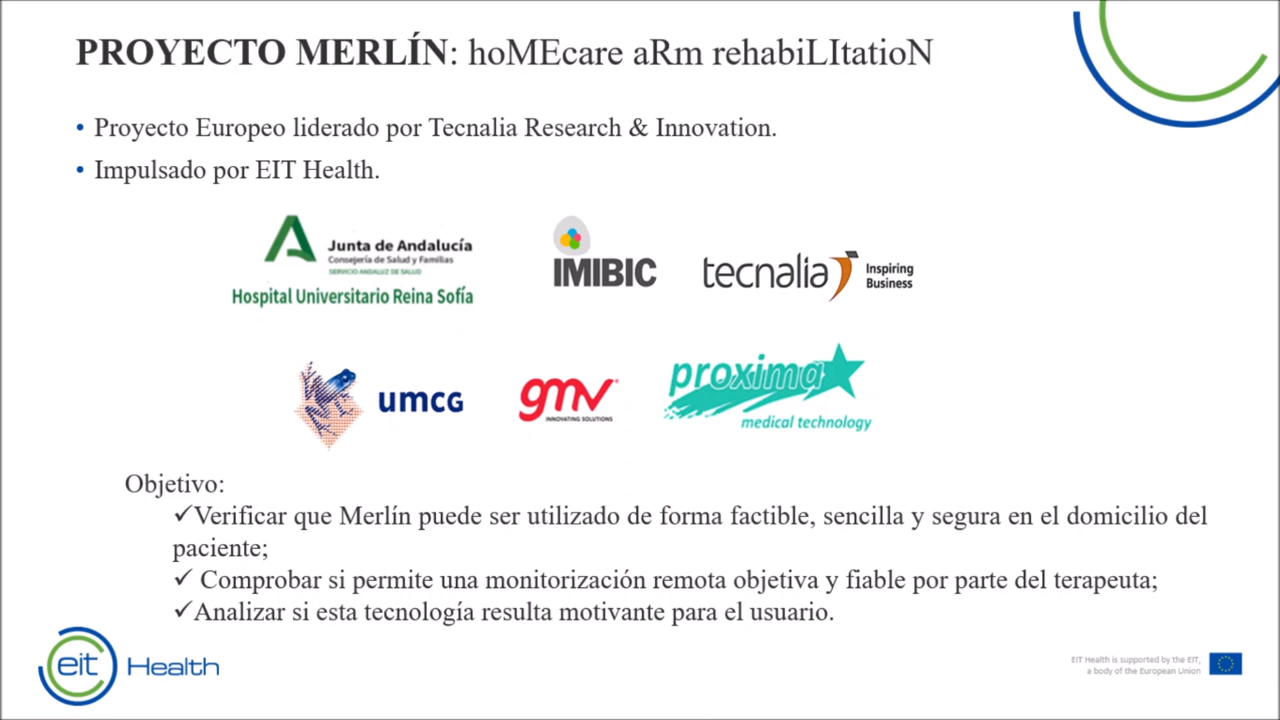 PROYECTO MERLÍN: hoMEcare aRm rehabiLItatioN
• Proyecto Europeo liderado por Tecnalia Research & Innovation.
• Impulsado por EIT Health.
Junta de Andalucía
Consejería de Salud y Familias
SERVICIO ANDALUZ DE SALUD
Hospital Universitario Reina Sofía
IMIBIC
tecnalia
Inspiring
Business
umcg
gmv
INNOVATING SOLUTIONS
proxima
medical technology
Objetivo:
✓Verificar que Merlín puede ser utilizado de forma factible, sencilla y segura en el domicilio del
paciente;
✓ Comprobar si permite una monitorización remota objetiva y fiable por parte del terapeuta;
✓Analizar si esta tecnología resulta motivante para el usuario.
eit Health
EIT Health is supported by the EIT,
a body of the European Union